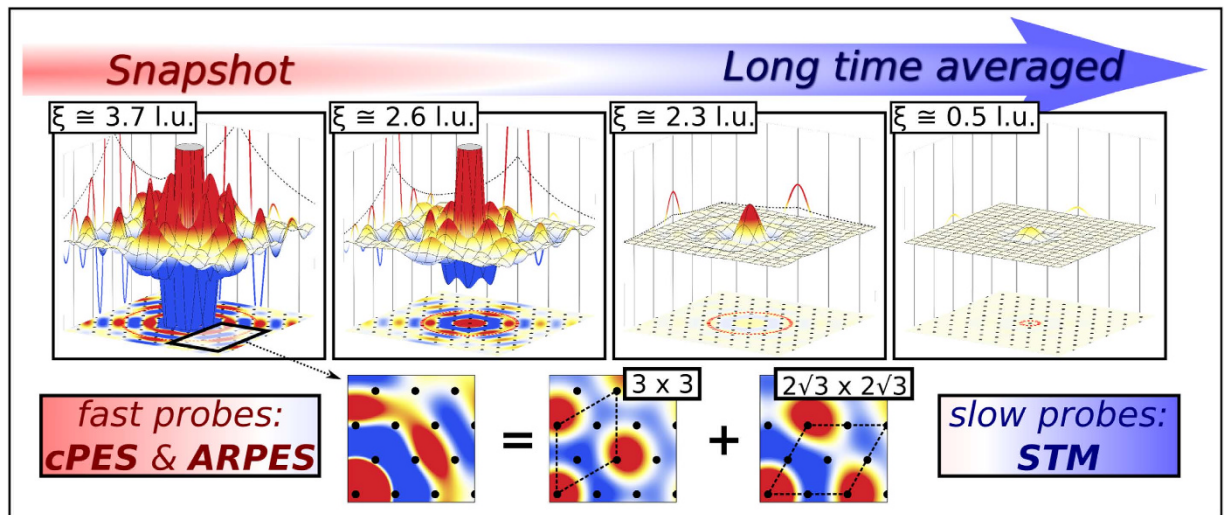 Snapshot
Long time averaged
ξ ≅ 3.7 l.u.
ξ ≅ 2.6 l.u.
ξ ≅ 2.3 l.u.
ξ ≅ 0.5 l.u.
fast probes:
cPES & ARPES
=
3 x 3
+
2√3 x 2√3
slow probes:
STM